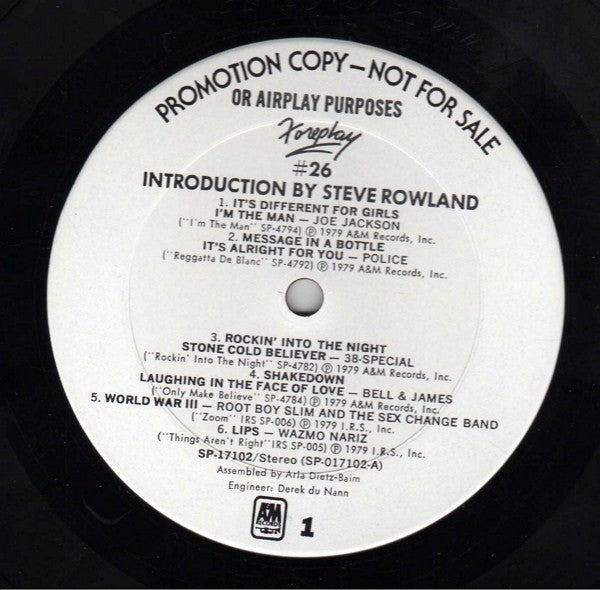 PROMOTION COPY—NOT FOR SALE
OR AIRPLAY PURPOSES
Foreplay
#26
INTRODUCTION BY STEVE ROWLAND
1. IT'S DIFFERENT FOR GIRLS
I'M THE MAN — JOE JACKSON
("I'm The Man" SP-4794) Ⓟ 1979 A&M Records, Inc.
2. MESSAGE IN A BOTTLE
IT'S ALRIGHT FOR YOU — POLICE
("Reggatta De Blanc" SP-4792) Ⓟ 1979 A&M Records, Inc.
3. ROCKIN' INTO THE NIGHT
STONE COLD BELIEVER — 38-SPECIAL
("Rockin' Into The Night" SP-4782) Ⓟ 1979 A&M Records, Inc.
4. SHAKEDOWN
LAUGHING IN THE FACE OF LOVE — BELL & JAMES
("Only Make Believe" SP-4784) Ⓟ 1979 A&M Records, Inc.
5. WORLD WAR III — ROOT BOY SLIM AND THE SEX CHANGE BAND
("Zoom" IRS SP-006) Ⓟ 1979 I.R.S., Inc.
6. LIPS — WAZMO NARIZ
("Things Aren't Right" IRS SP-005) Ⓟ 1979 I.R.S., Inc.
SP-17102/Stereo (SP-017102-A)
Assembled by Arla Dietz-Baim
Engineer: Derek du Nann
A&M
RECORDS
1